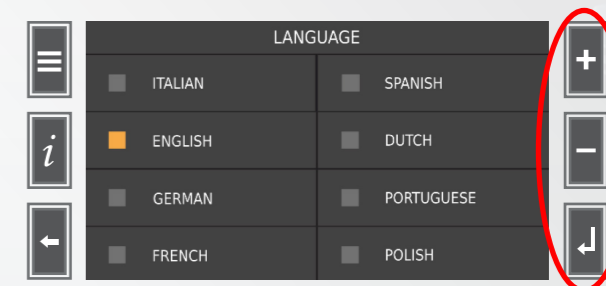 LANGUAGE
ITALIAN
SPANISH
i
ENGLISH
DUTCH
GERMAN
PORTUGUESE
FRENCH
POLISH
+
-